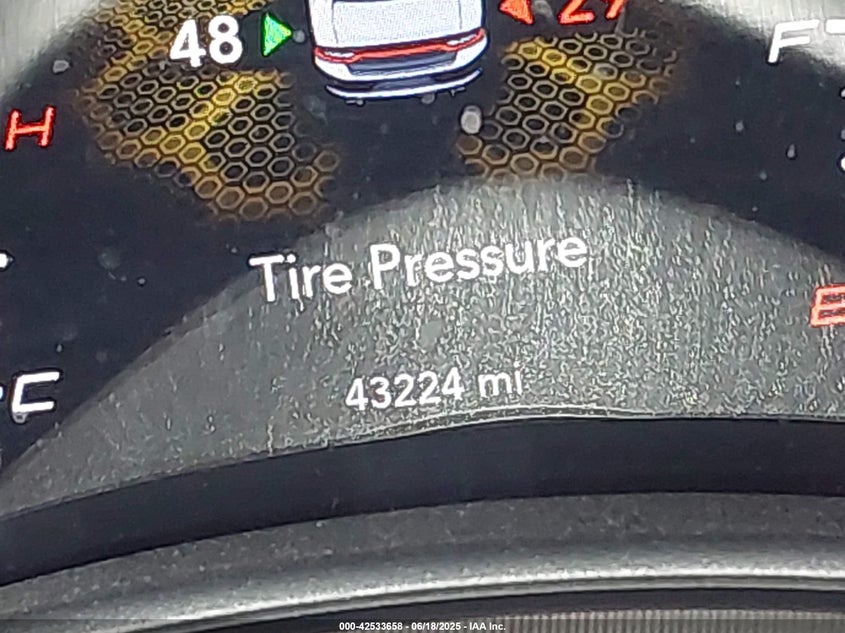 48
H
Tire Pressure
43224 mi
C
000-42533658 - 06/18/2025 - IAA Inc.